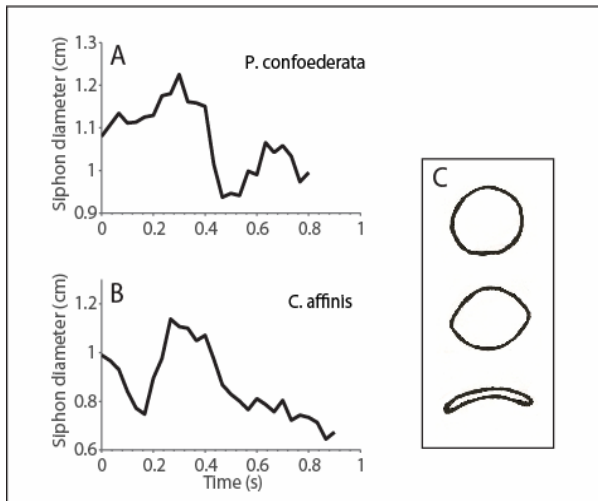 A
P. confoederata
Siphon diameter (cm)
1.3
1.2
1.1
1
0.9
0 0.2 0.4 0.6 0.8 1
B
C. affinis
Siphon diameter (cm)
1.2
1
0.8
0.6
0 0.2 0.4 0.6 0.8 1
Time (s)
C